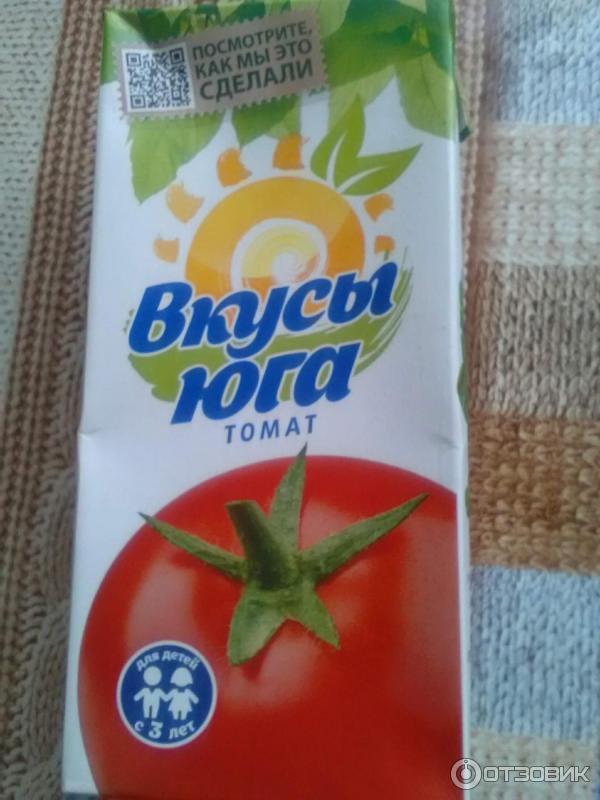 ПОСМОТРИТЕ,
КАК МЫ ЭТО
СДЕЛАЛИ
Вкусы
юга
ТОМАТ
для детей
с 3 лет
ОТЗОВИК